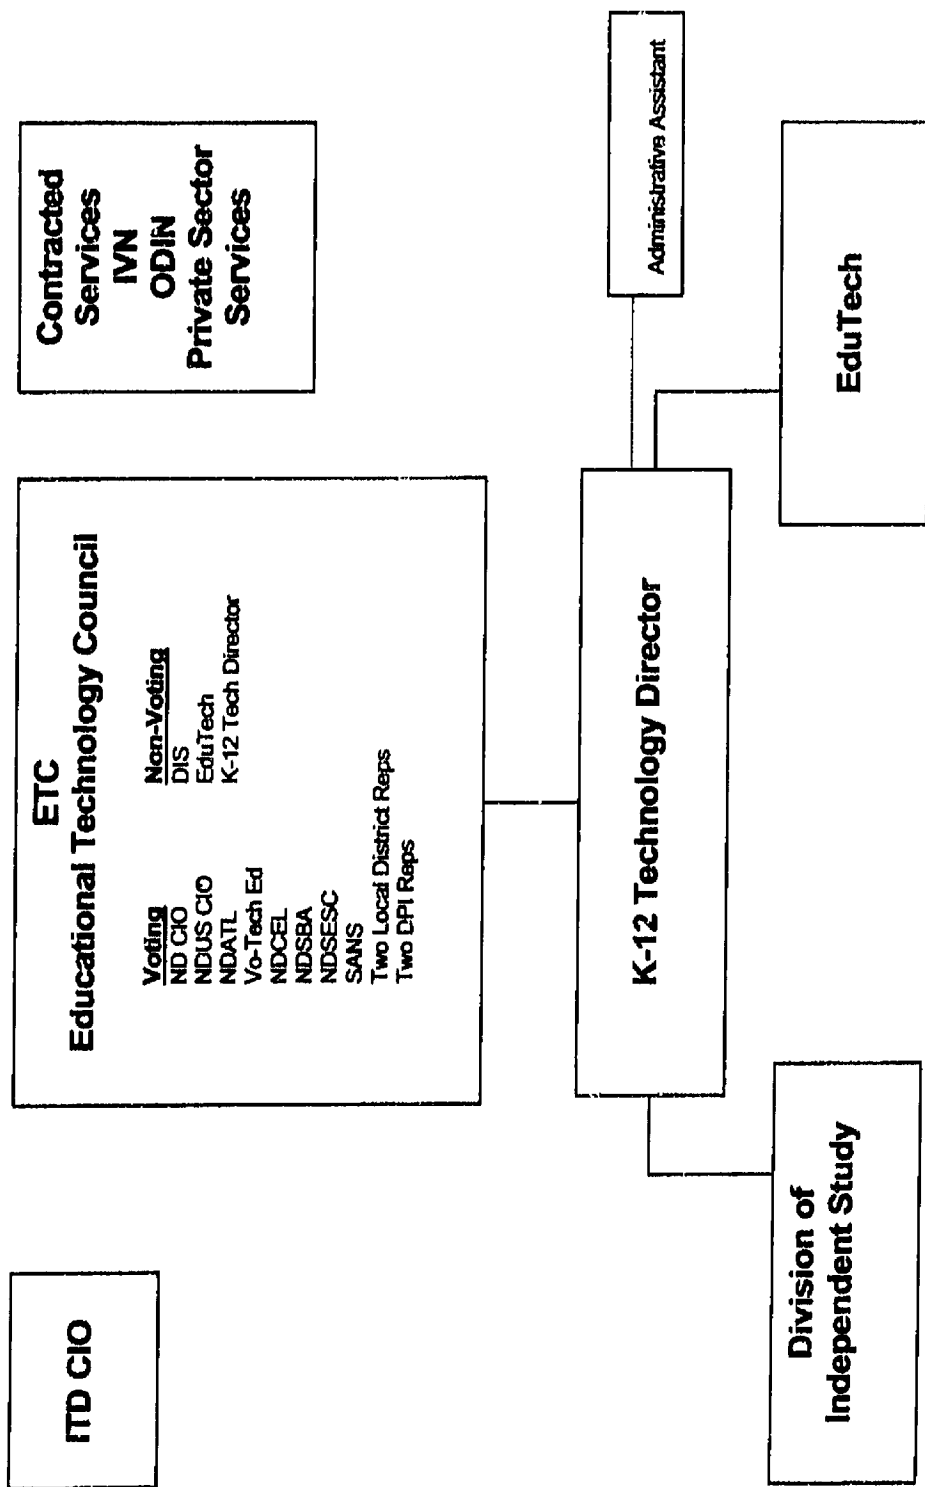 ITD CIO
ETC
Educational Technology Council
Voting
ND CIO
NDUS CIO
NDATL
Vo-Tech Ed
NDCEL
NDSBA
NDSESC
SANS
Two Local District Reps
Two DPI Reps
Non-Voting
DIS
EduTech
K-12 Tech Director
Contracted
Services
IVN
ODIN
Private Sector
Services
K-12 Technology Director
Administrative Assistant
Division of
Independent Study
EduTech